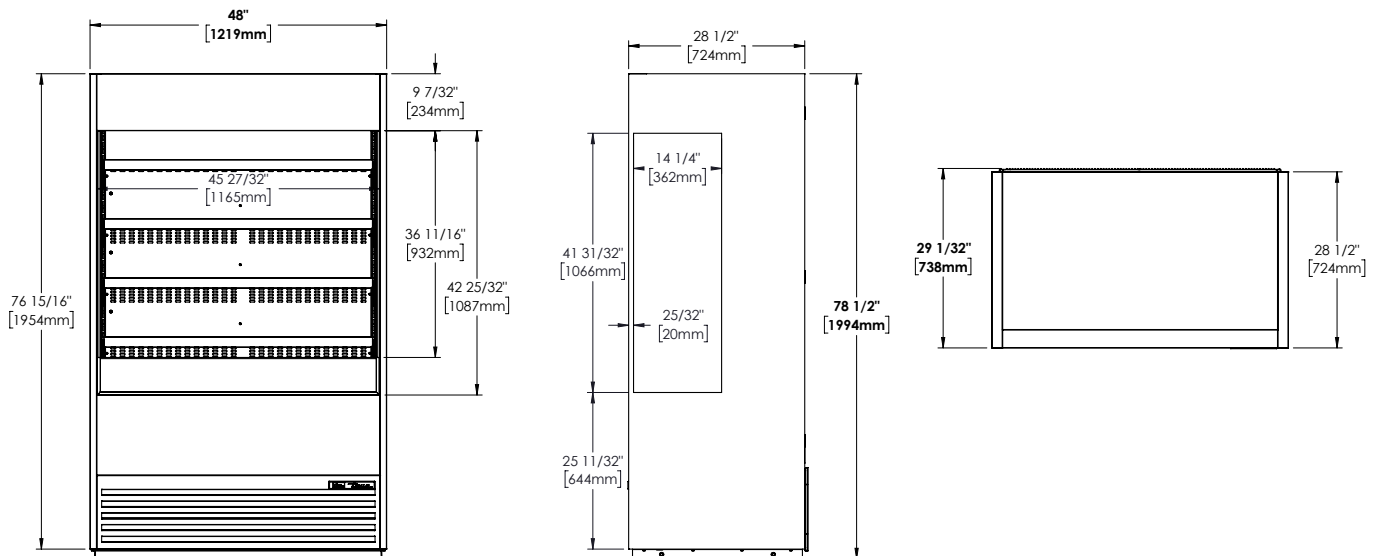 48"
[1219mm]
9 7/32"
[234mm]
45 27/32"
[1165mm]
36 11/16"
[932mm]
42 25/32"
[1087mm]
76 15/16"
[1954mm]
28 1/2"
[724mm]
14 1/4"
[362mm]
41 31/32"
[1066mm]
25/32"
[20mm]
78 1/2"
[1994mm]
25 11/32"
[644mm]
29 1/32"
[738mm]
28 1/2"
[724mm]